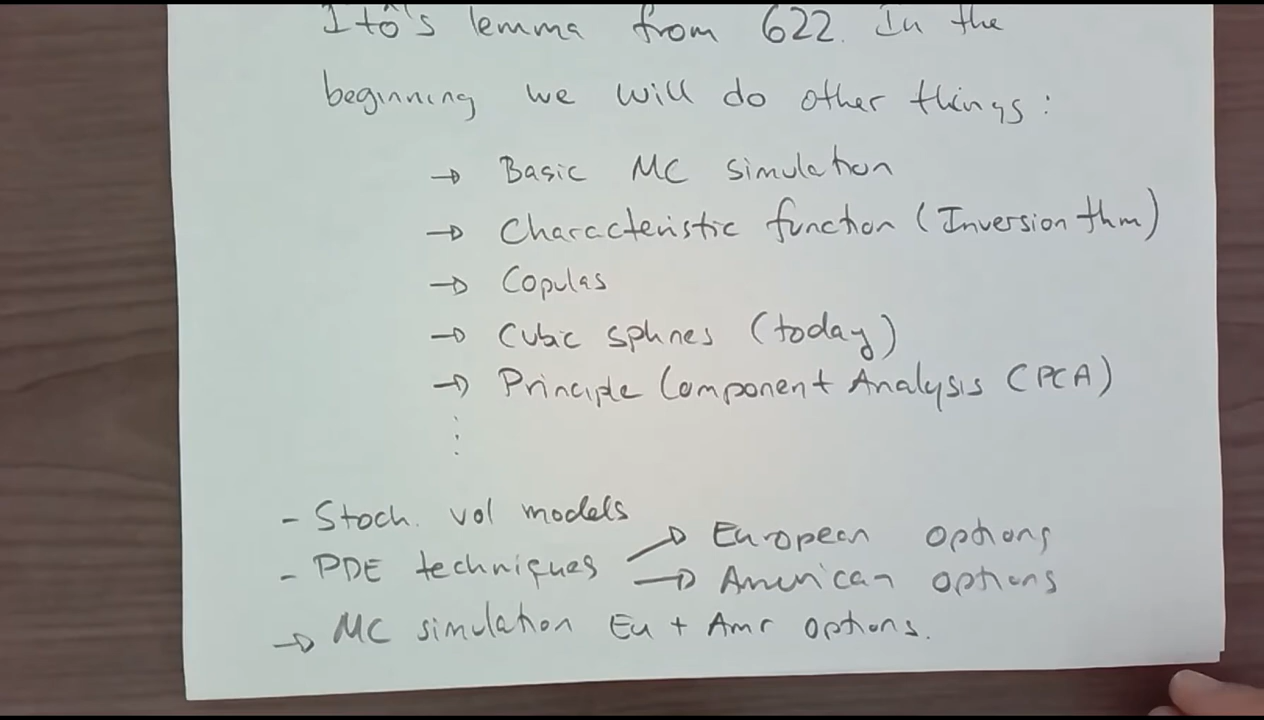 Itô's lemma from 622. In the
beginning we will do other things:
→ Basic MC simulation
→ Characteristic function (Inversion thm)
→ Copulas
→ Cubic splines (today)
→ Principle Component Analysis (PCA)
⋮
- Stoch. vol models
- PDE techniques → European options
→ American options
→ MC simulation Eu + Amr options.